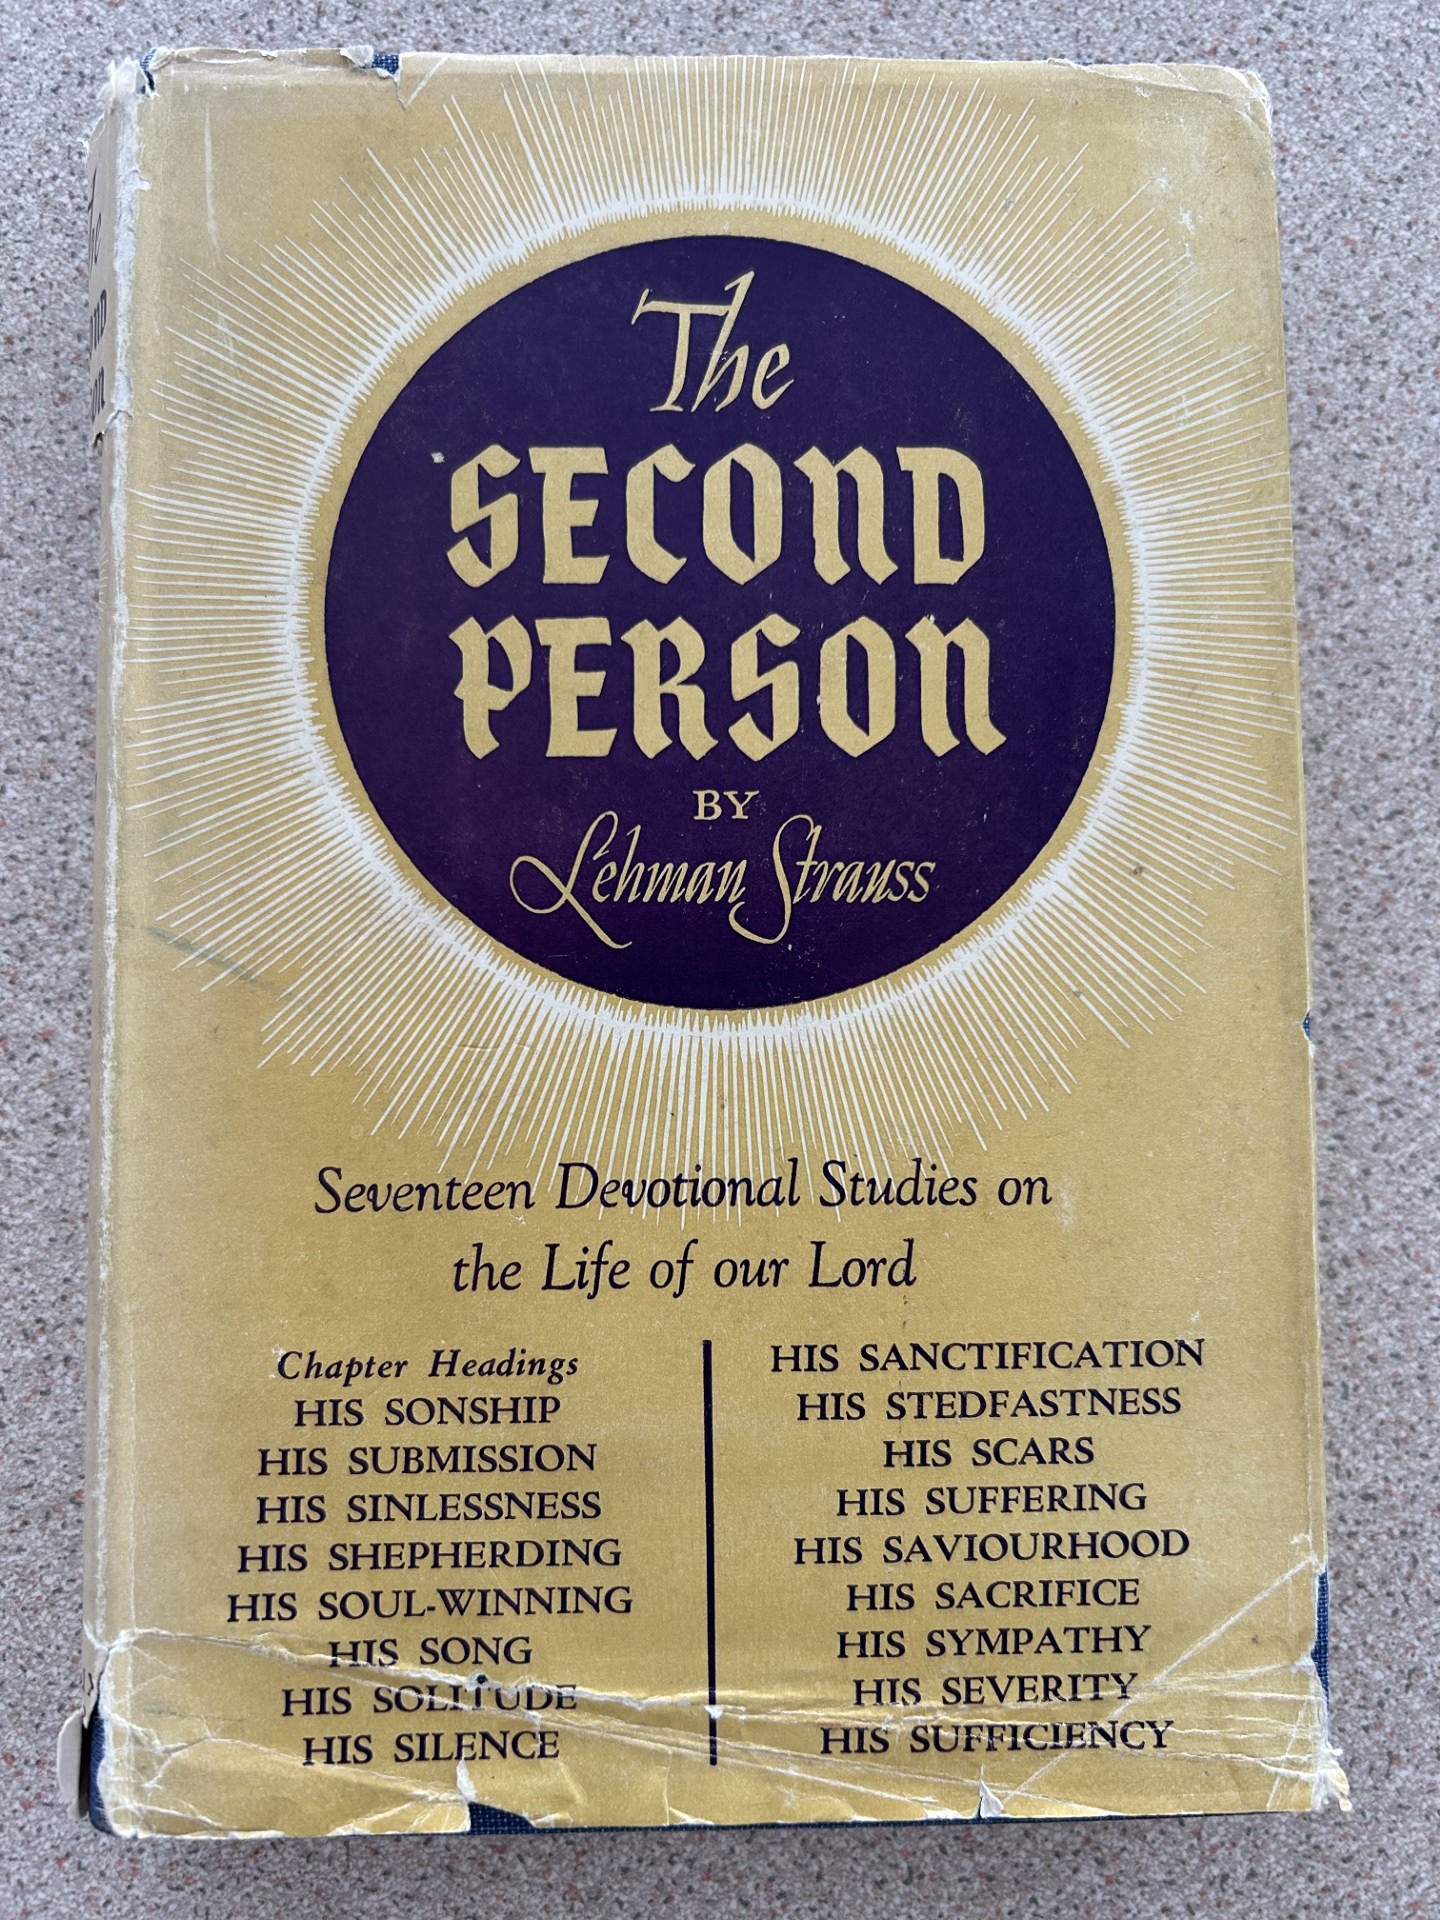 The
SECOND
PERSON
BY
Lehman Strauss
Seventeen Devotional Studies on
the Life of our Lord
Chapter Headings
HIS SONSHIP
HIS SUBMISSION
HIS SINLESSNESS
HIS SHEPHERDING
HIS SOUL-WINNING
HIS SONG
HIS SOLITUDE
HIS SILENCE
HIS SANCTIFICATION
HIS STEDFASTNESS
HIS SCARS
HIS SUFFERING
HIS SAVIOURHOOD
HIS SACRIFICE
HIS SYMPATHY
HIS SEVERITY
HIS SUFFICIENCY